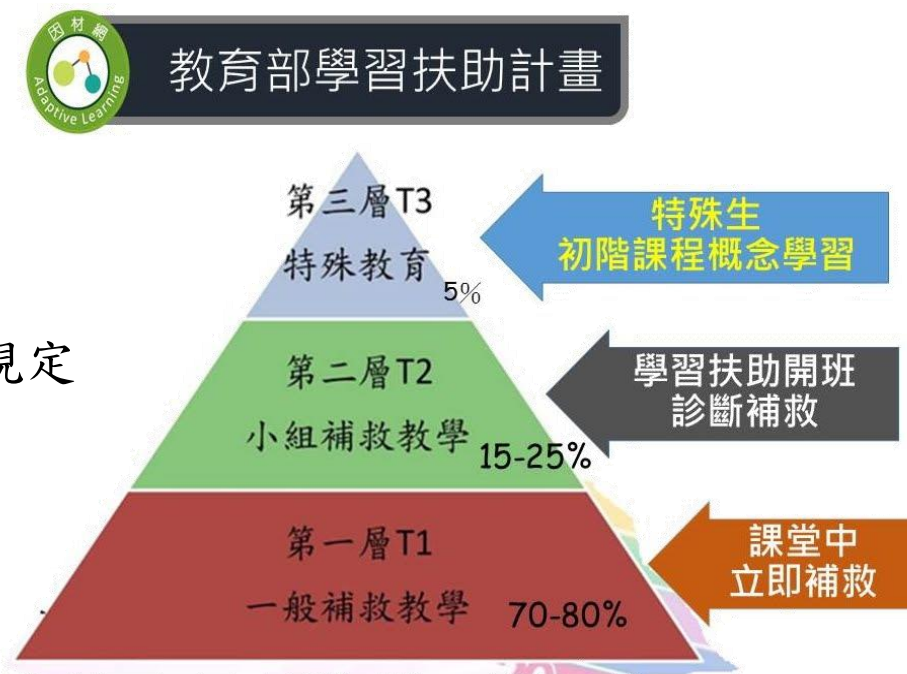 因材網
Adaptive Learning
教育部學習扶助計畫
第三層T3
特殊教育
5%
特殊生
初階課程概念學習
見定
第二層T2
小組補救教學
15-25%
學習扶助開班
診斷補救
第一層T1
一般補救教學
70-80%
課堂中
立即補救